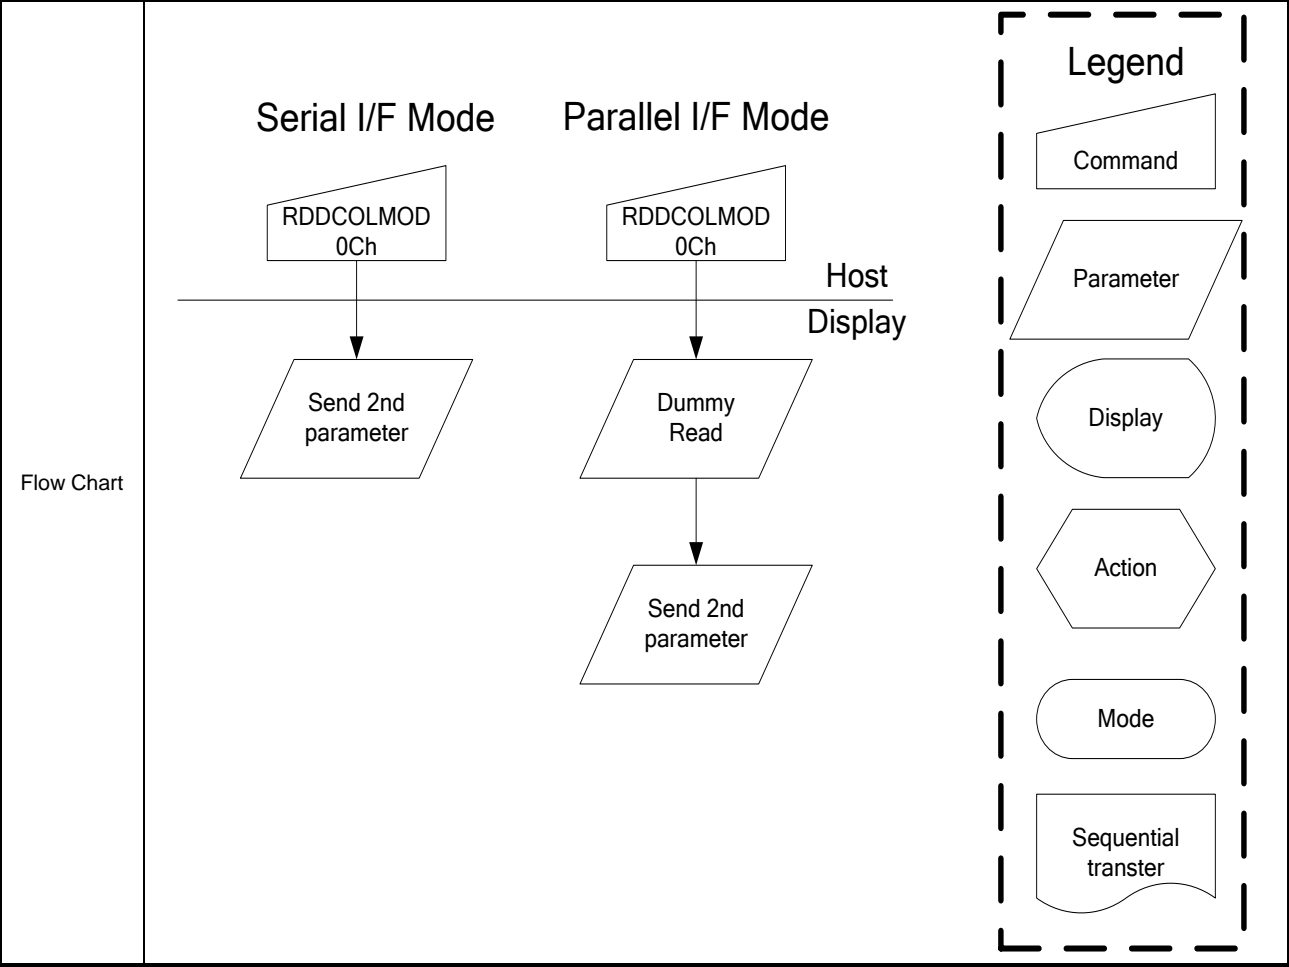 Flow Chart
Serial I/F Mode
Parallel I/F Mode
RDDCOLMOD
0Ch
RDDCOLMOD
0Ch
Host
Display
Send 2nd
parameter
Dummy
Read
Send 2nd
parameter
Legend
Command
Parameter
Display
Action
Mode
Sequential
transter